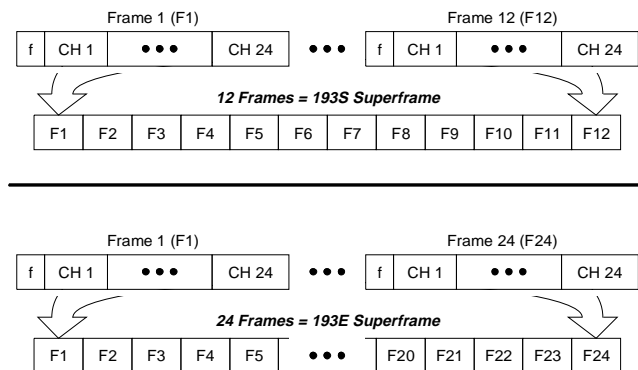 Frame 1 (F1) Frame 12 (F12)
f CH 1 ●●● CH 24 ●●● f CH 1 ●●● CH 24
12 Frames = 193S Superframe
F1 F2 F3 F4 F5 F6 F7 F8 F9 F10 F11 F12
Frame 1 (F1) Frame 24 (F24)
f CH 1 ●●● CH 24 ●●● f CH 1 ●●● CH 24
24 Frames = 193E Superframe
F1 F2 F3 F4 F5 ●●● F20 F21 F22 F23 F24